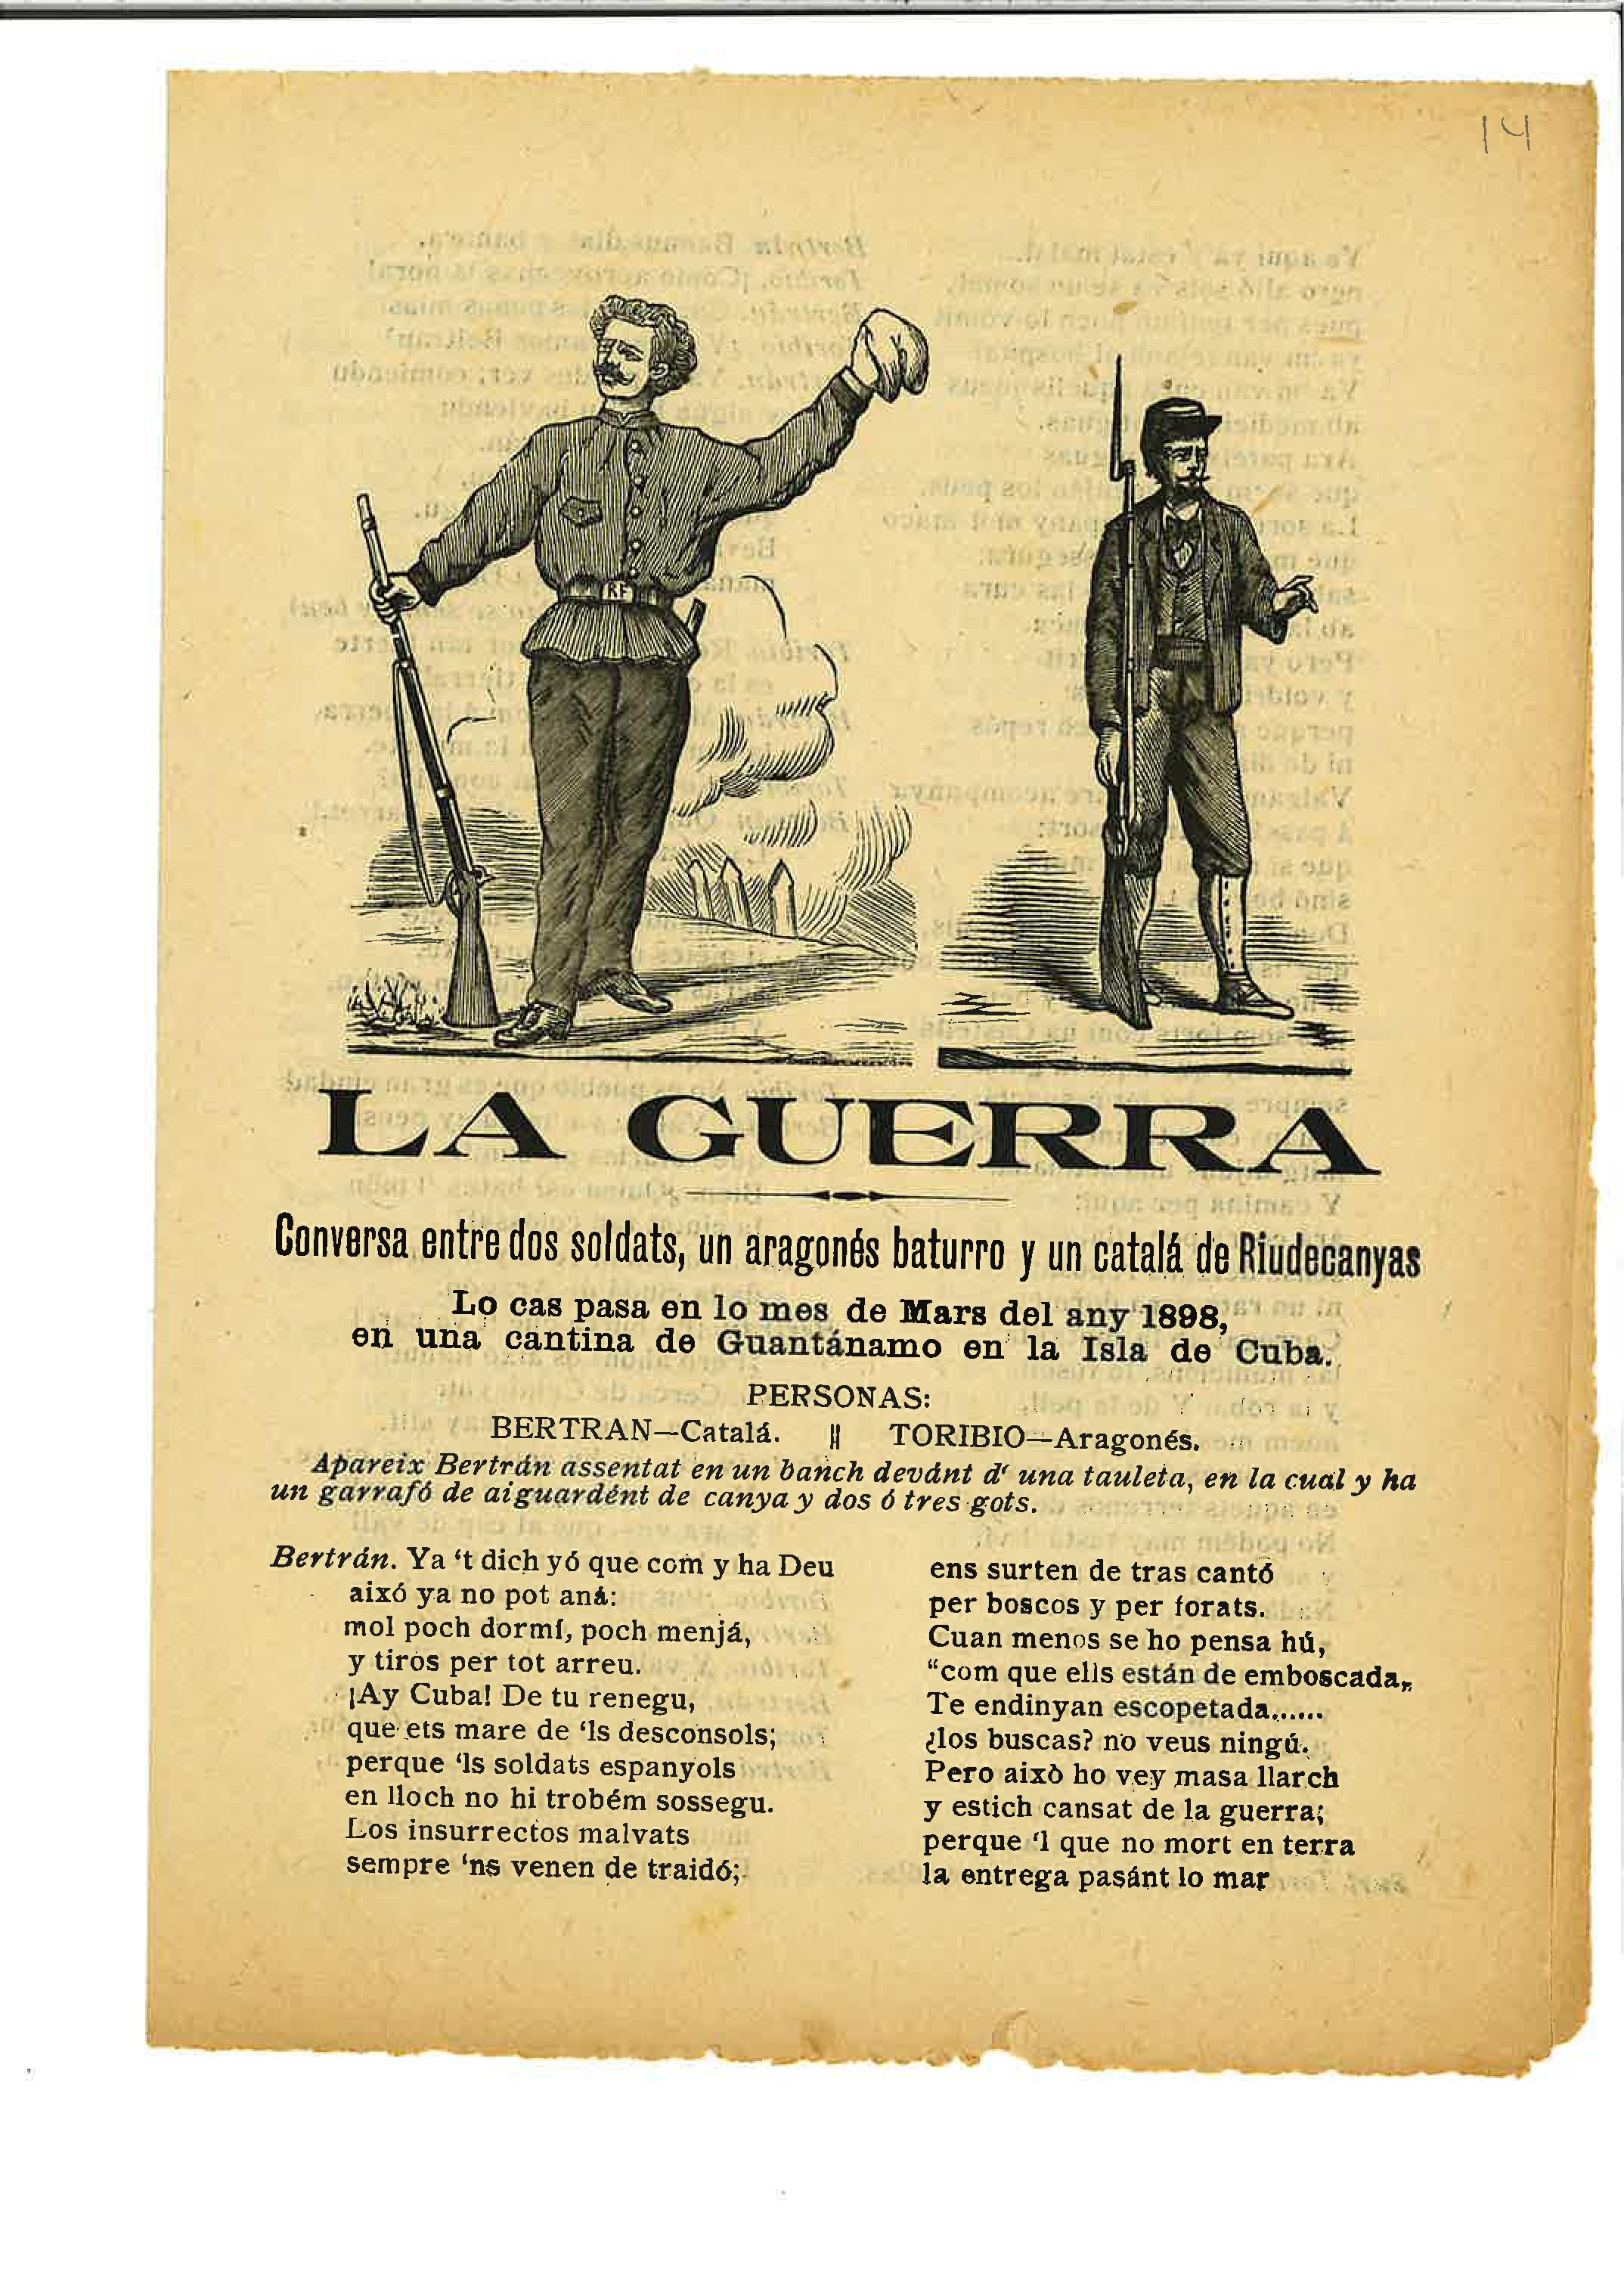 14
RF
LA GUERRA
Conversa entre dos soldats, un aragonés baturro y un catalá de Riudecanyas
Lo cas pasa en lo mes de Mars del any 1898,
en una cantina de Guantánamo en la Isla de Cuba.
PERSONAS:
BERTRAN—Catalá. || TORIBIO—Aragonés.
Apareix Bertrán assentat en un banch devánt d‘ una tauleta, en la cual y ha
un garrafó de aiguardént de canya y dos ó tres gots.
Bertrán. Ya ‘t dich yó que com y ha Deu
aixó ya no pot aná:
mol poch dormí, poch menjá,
y tiros per tot arreu.
¡Ay Cuba! De tu renegu,
que ets mare de ‘ls desconsols;
perque ‘ls soldats espanyols
en lloch no hi trobém sossegu.
Los insurrectos malvats
sempre ‘ns venen de traidó;
ens surten de tras cantó
per boscos y per forats.
Cuan menos se ho pensa hú,
“com que ells están de emboscada„
Te endinyan escopetada......
¿los buscas? no veus ningú.
Pero això ho vey masa llarch
y estich cansat de la guerra;
perque ‘l que no mort en terra
la entrega pasánt lo mar